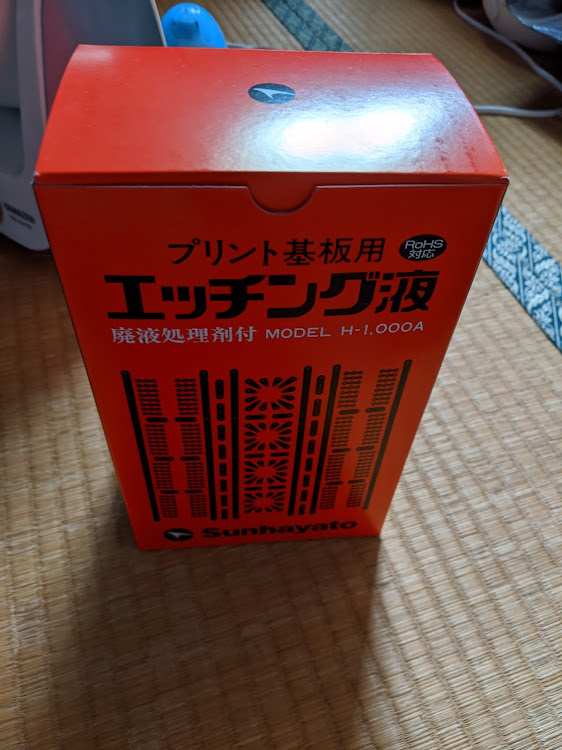 プリント基板用
RoHS
対応
エッチング液
廃液処理剤付 MODEL H-1,000A
Sunhayato
YAMAZEN